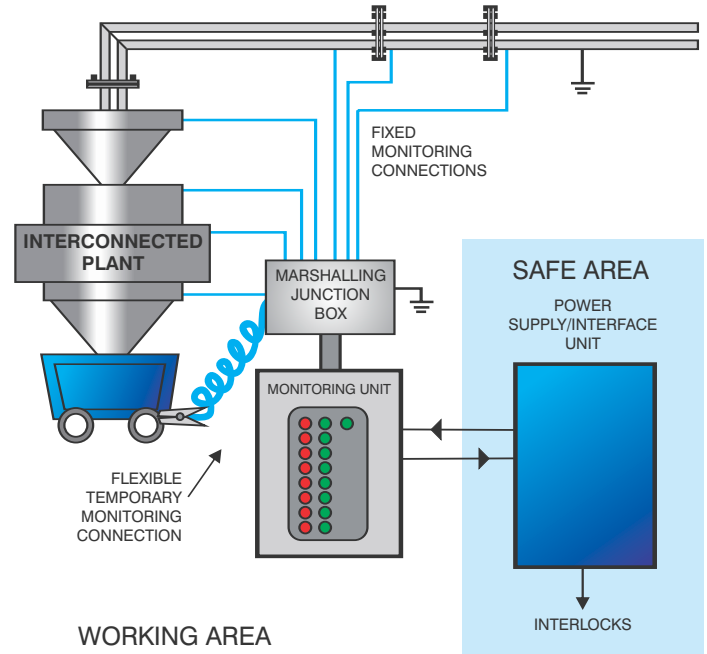 FIXED
MONITORING
CONNECTIONS
INTERCONNECTED
PLANT
MARSHALLING
JUNCTION
BOX
SAFE AREA
POWER
SUPPLY/INTERFACE
UNIT
MONITORING UNIT
FLEXIBLE
TEMPORARY
MONITORING
CONNECTION
INTERLOCKS
WORKING AREA